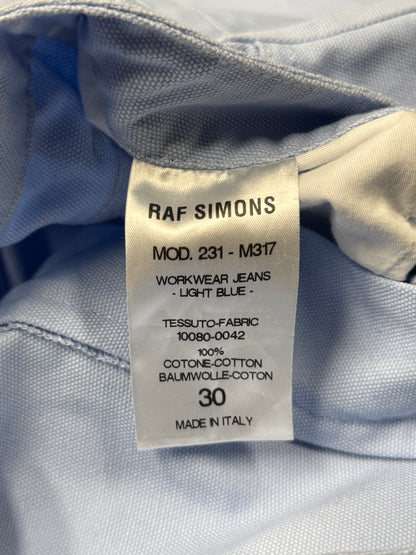 RAF SIMONS
MOD. 231 - M317
WORKWEAR JEANS
- LIGHT BLUE -
TESSUTO-FABRIC
10080-0042
100%
COTONE-COTTON
BAUMWOLLE-COTON
30
MADE IN ITALY